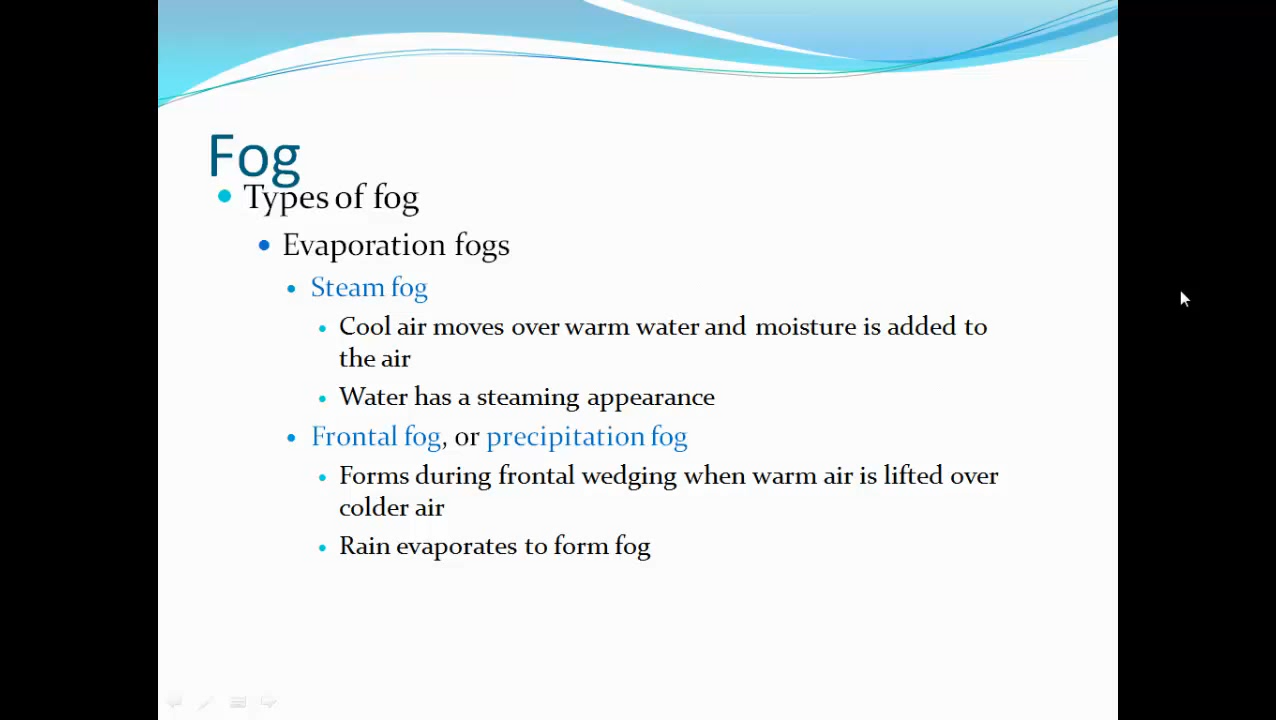 Fog
Types of fog
Evaporation fogs
Steam fog
Cool air moves over warm water and moisture is added to
the air
Water has a steaming appearance
Frontal fog, or precipitation fog
Forms during frontal wedging when warm air is lifted over
colder air
Rain evaporates to form fog